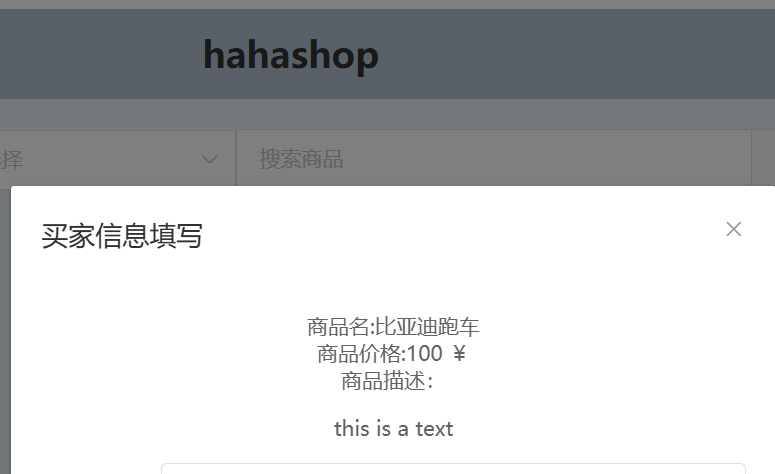 hahashop
择
搜索商品
买家信息填写
商品名:比亚迪跑车
商品价格:100 ￥
商品描述：
this is a text